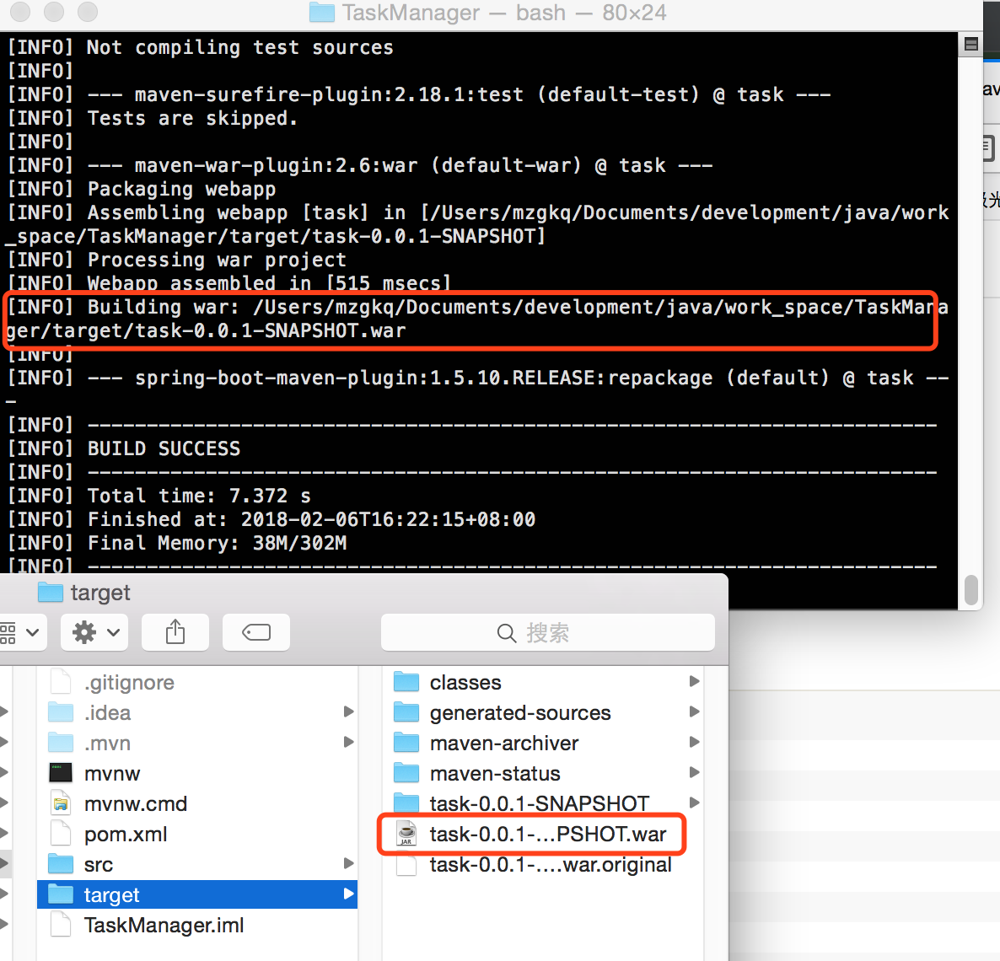 TaskManager — bash — 80×24
[INFO] Not compiling test sources
[INFO]
[INFO] --- maven-surefire-plugin:2.18.1:test (default-test) @ task ---
[INFO] Tests are skipped.
[INFO]
[INFO] --- maven-war-plugin:2.6:war (default-war) @ task ---
[INFO] Packaging webapp
[INFO] Assembling webapp [task] in [/Users/mzgkq/Documents/development/java/work
_space/TaskManager/target/task-0.0.1-SNAPSHOT]
[INFO] Processing war project
[INFO] Webapp assembled in [515 msecs]
[INFO] Building war: /Users/mzgkq/Documents/development/java/work_space/TaskMana
ger/target/task-0.0.1-SNAPSHOT.war
[INFO]
[INFO] --- spring-boot-maven-plugin:1.5.10.RELEASE:repackage (default) @ task --
-
[INFO] ------------------------------------------------------------------------
[INFO] BUILD SUCCESS
[INFO] ------------------------------------------------------------------------
[INFO] Total time: 7.372 s
[INFO] Finished at: 2018-02-06T16:22:15+08:00
[INFO] Final Memory: 38M/302M
[INFO] ------------------------------------------------------------------------
target
搜索
.gitignore
.idea
.mvn
mvnw
mvnw.cmd
pom.xml
src
target
TaskManager.iml
classes
generated-sources
maven-archiver
maven-status
task-0.0.1-SNAPSHOT
JAR
task-0.0.1-...PSHOT.war
task-0.0.1-....war.original